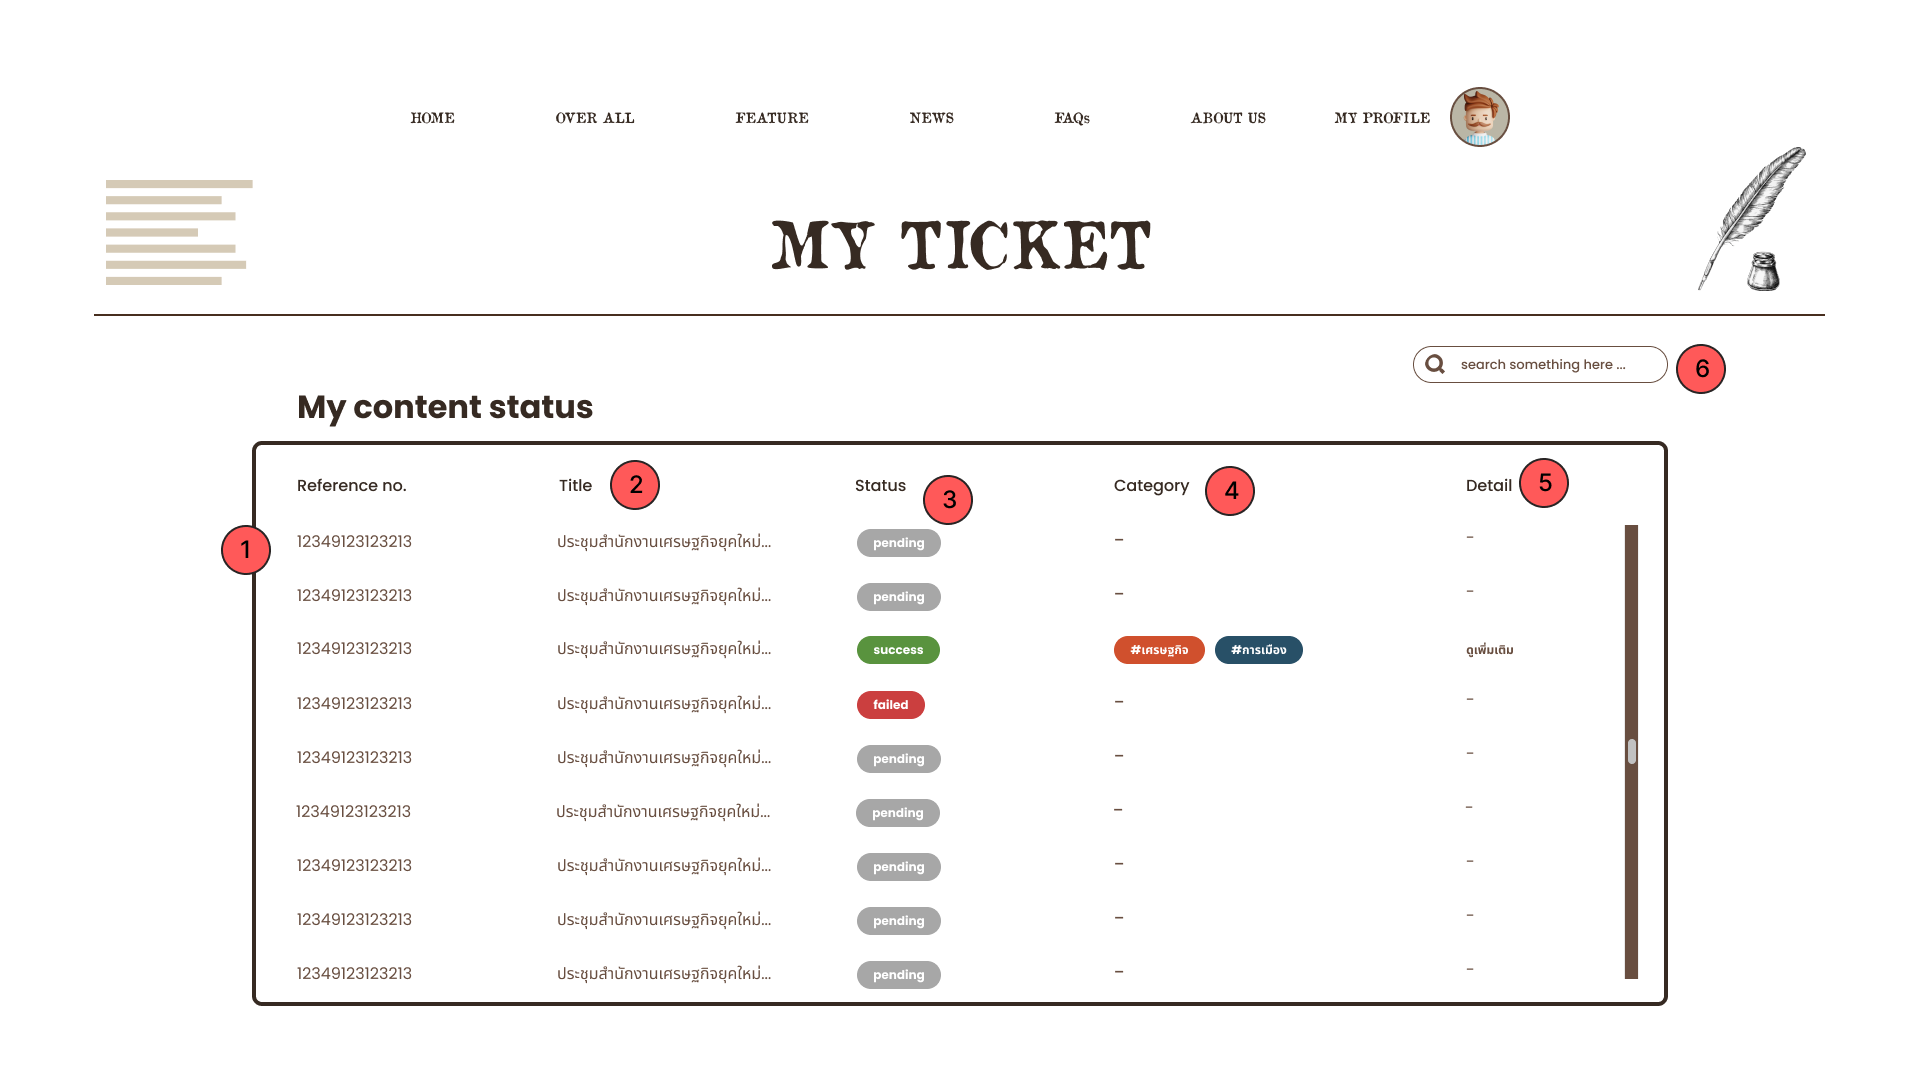 HOME OVER ALL FEATURE NEWS FAQs ABOUT US MY PROFILE
MY TICKET
search something here ... 6
My content status
Reference no. Title 2 Status 3 Category 4 Detail 5
1 12349123123213 ประชุมสำนักงานเศรษฐกิจยุคใหม่... pending - -
12349123123213 ประชุมสำนักงานเศรษฐกิจยุคใหม่... pending - -
12349123123213 ประชุมสำนักงานเศรษฐกิจยุคใหม่... success #เศรษฐกิจ #การเมือง ดูเพิ่มเติม
12349123123213 ประชุมสำนักงานเศรษฐกิจยุคใหม่... failed - -
12349123123213 ประชุมสำนักงานเศรษฐกิจยุคใหม่... pending - -
12349123123213 ประชุมสำนักงานเศรษฐกิจยุคใหม่... pending - -
12349123123213 ประชุมสำนักงานเศรษฐกิจยุคใหม่... pending - -
12349123123213 ประชุมสำนักงานเศรษฐกิจยุคใหม่... pending - -
12349123123213 ประชุมสำนักงานเศรษฐกิจยุคใหม่... pending - -